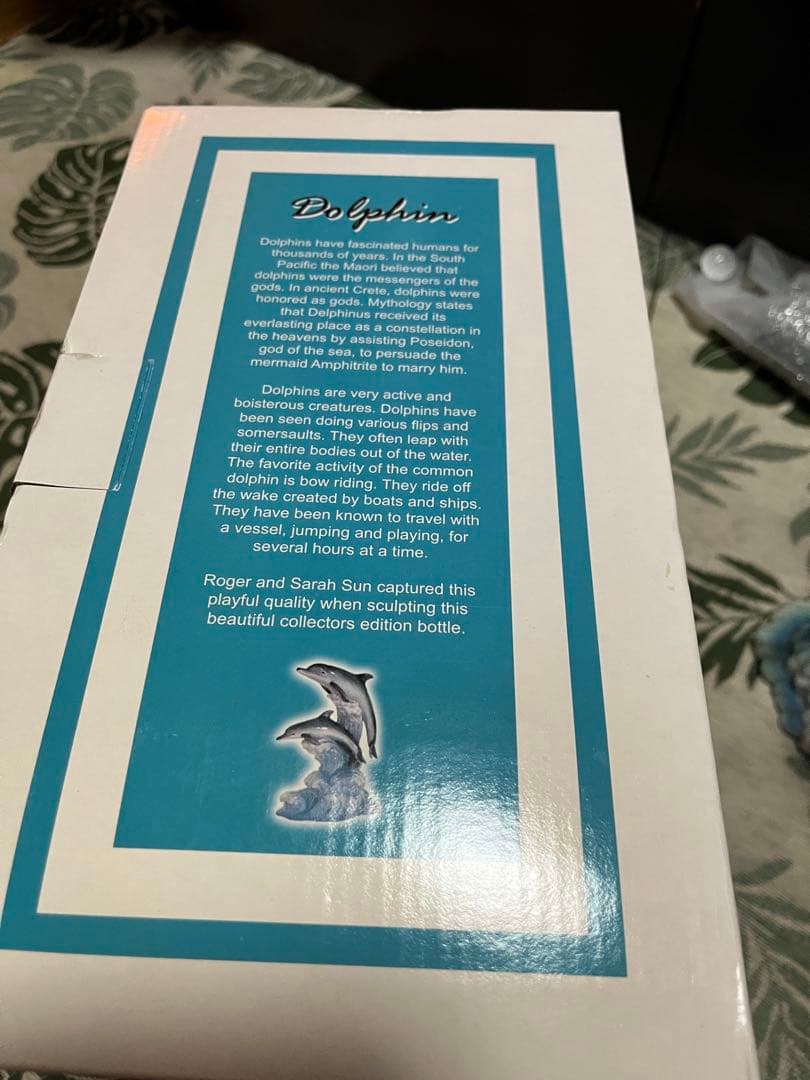 Dolphin
Dolphins have fascinated humans for
thousands of years. In the South
Pacific the Maori believed that
dolphins were the messengers of the
gods. In ancient Crete, dolphins were
honored as gods. Mythology states
that Delphinus received its
everlasting place as a constellation in
the heavens by assisting Poseidon,
god of the sea, to persuade the
mermaid Amphitrite to marry him.
Dolphins are very active and
boisterous creatures. Dolphins have
been seen doing various flips and
somersaults. They often leap with
their entire bodies out of the water.
The favorite activity of the common
dolphin is bow riding. They ride off
the wake created by boats and ships.
They have been known to travel with
a vessel, jumping and playing, for
several hours at a time.
Roger and Sarah Sun captured this
playful quality when sculpting this
beautiful collectors edition bottle.